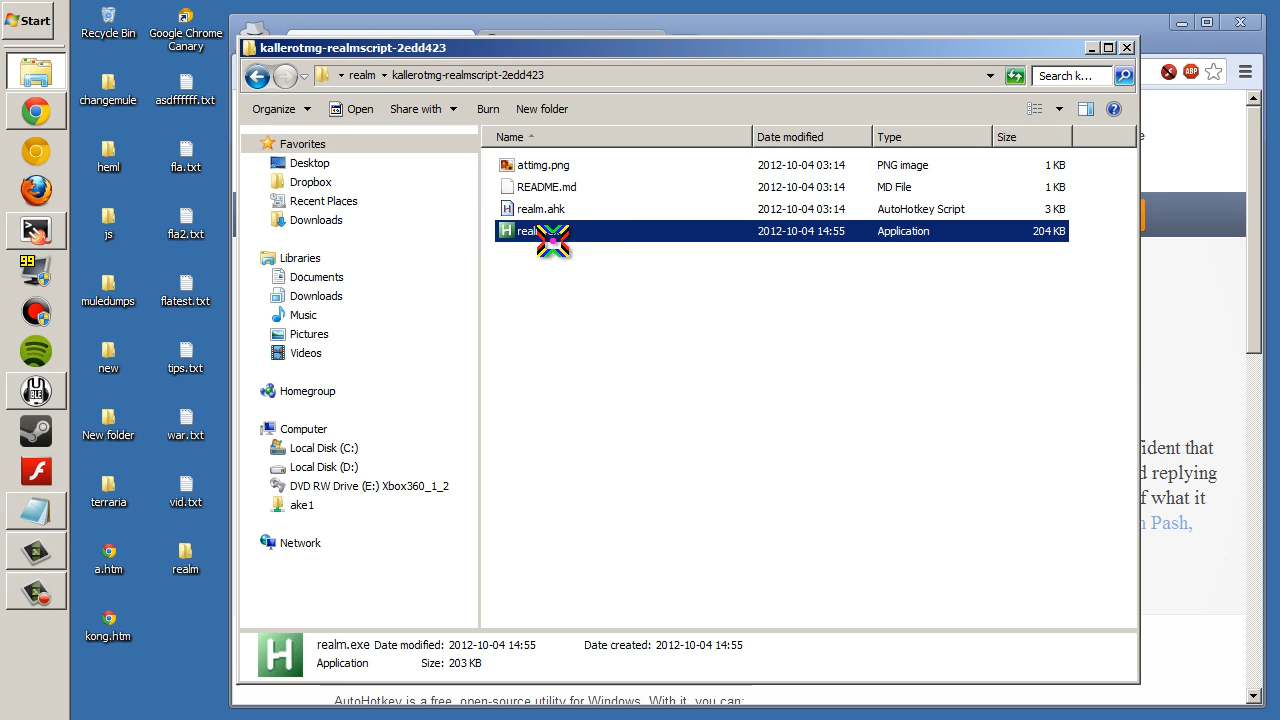 Start
Recycle Bin
Google Chrome Canary
changemule
asdffffff.txt
heml
fla.txt
js
fla2.txt
muledumps
flatest.txt
new
tips.txt
New folder
war.txt
terraria
vid.txt
a.htm
realm
kong.htm
99
kallerotmg-realmscript-2edd423
realm
kallerotmg-realmscript-2edd423
Search k...
ABP
Organize
Open
Share with
Burn
New folder
Favorites
Desktop
Dropbox
Recent Places
Downloads
Libraries
Documents
Downloads
Music
Pictures
Videos
Homegroup
Computer
Local Disk (C:)
Local Disk (D:)
DVD RW Drive (E:) Xbox360_1_2
ake1
Network
Name Date modified Type Size
attimg.png 2012-10-04 03:14 PNG image 1 KB
README.md 2012-10-04 03:14 MD File 1 KB
realm.ahk 2012-10-04 03:14 AutoHotkey Script 3 KB
2012-10-04 14:55 Application 204 KB
realm.exe Date modified: 2012-10-04 14:55 Date created: 2012-10-04 14:55
Application Size: 203 KB
H
ident that
d replying
f what it
n Pash,
AutoHotkey is a free, open-source utility for Windows. With it, you can: